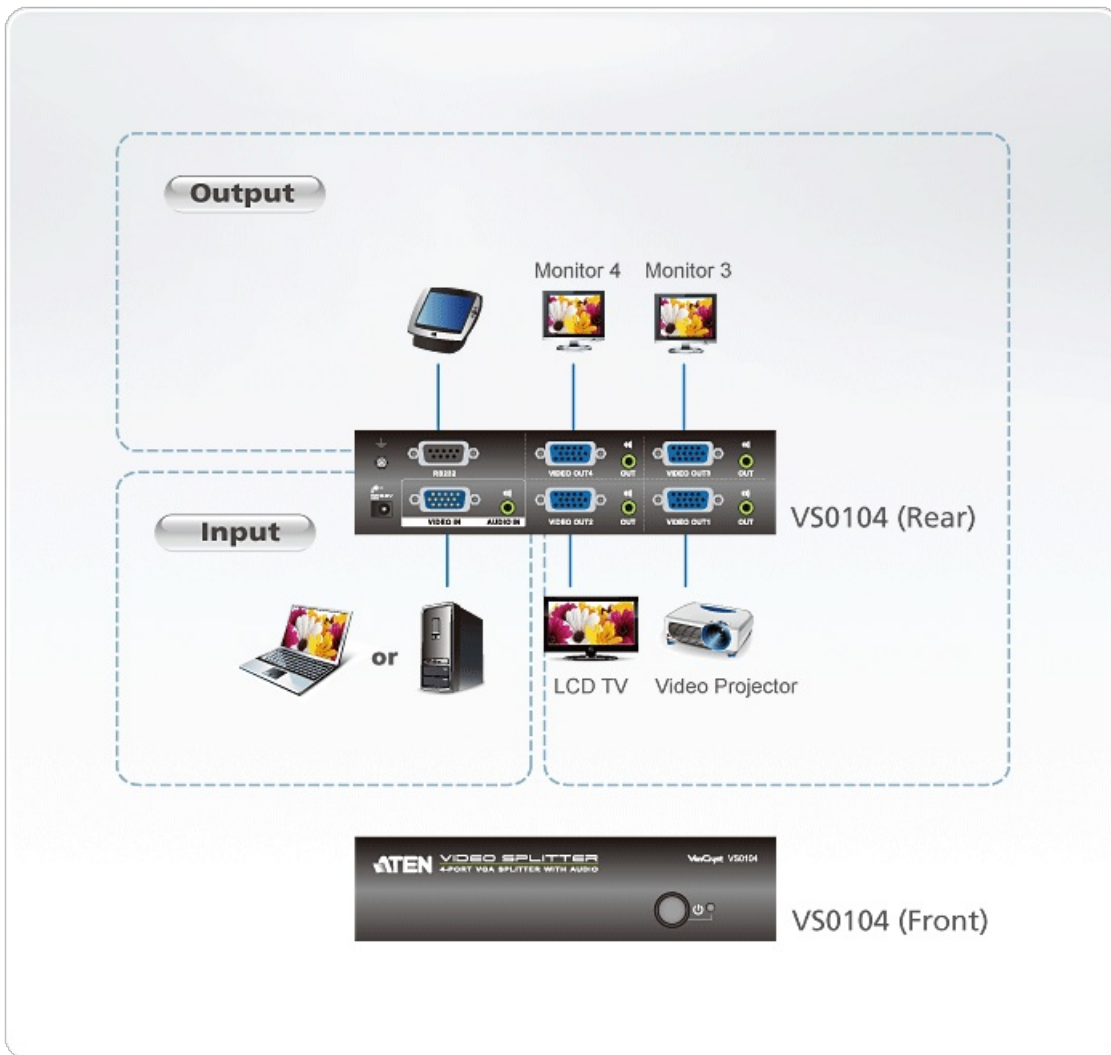 Output
Monitor 4 Monitor 3
RS232
VIDEO OUT4 OUT
VIDEO OUT3 OUT
VIDEO IN AUDIO IN
VIDEO OUT2 OUT
VIDEO OUT1 OUT
VS0104 (Rear)
Input
or
LCD TV
Video Projector
ATEN VIDEO SPLITTER
4-PORT VGA SPLITTER WITH AUDIO
VanCryst VS0104
VS0104 (Front)